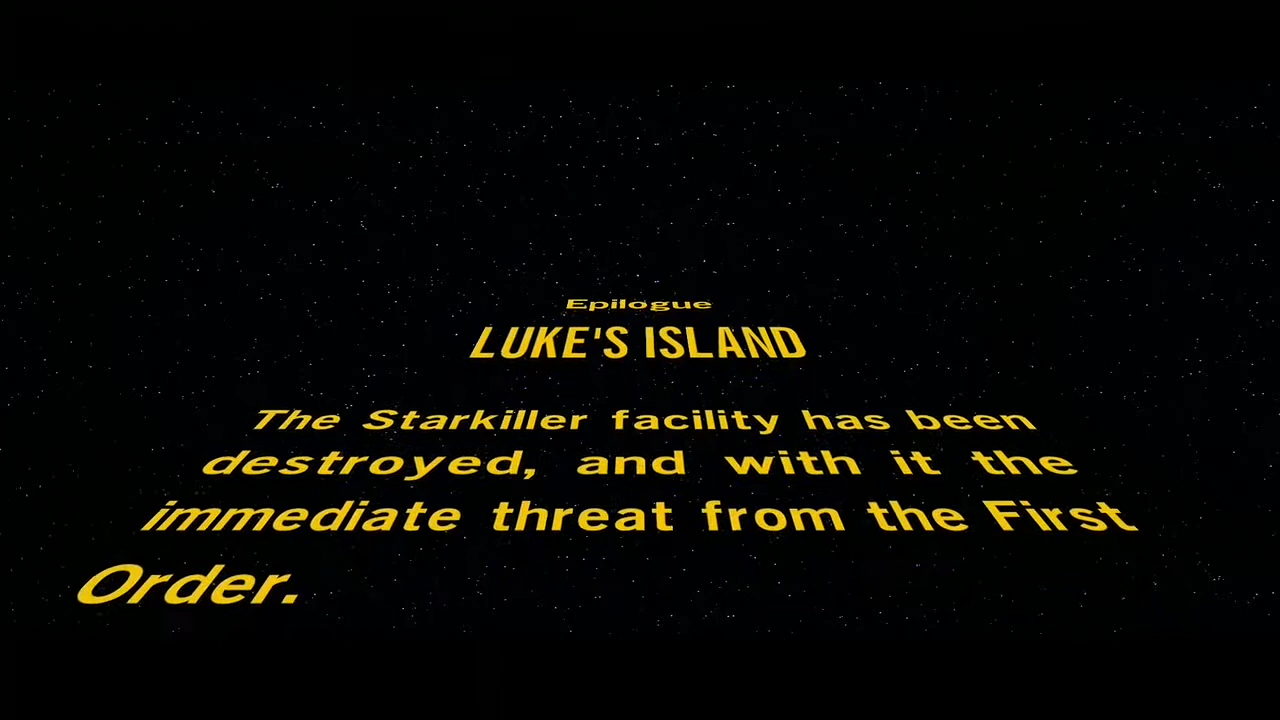 Epilogue
LUKE'S ISLAND
The Starkiller facility has been
destroyed, and with it the
immediate threat from the First
Order.